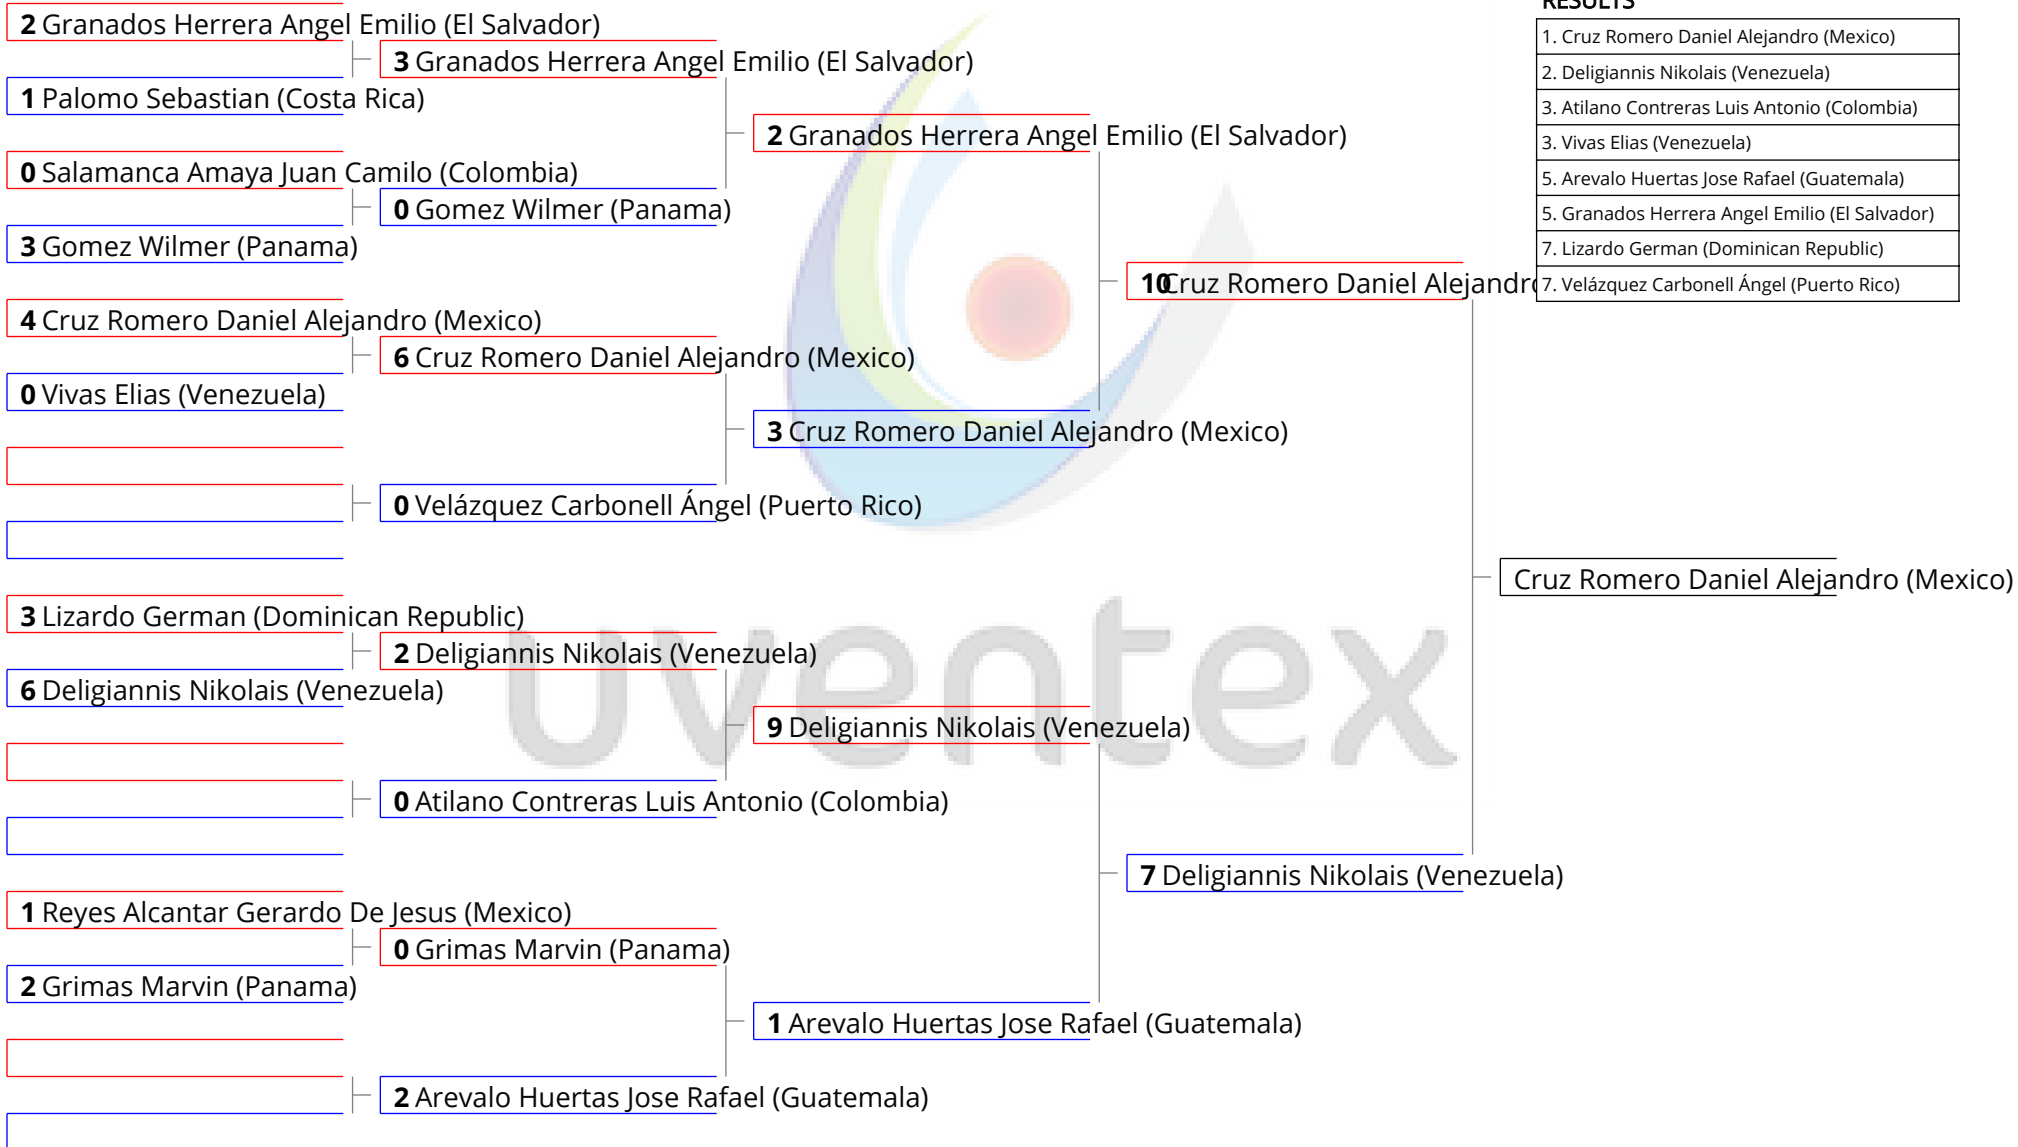 RESULTS
1. Cruz Romero Daniel Alejandro (Mexico)
2. Deligiannis Nikolais (Venezuela)
3. Atilano Contreras Luis Antonio (Colombia)
3. Vivas Elias (Venezuela)
5. Arevalo Huertas Jose Rafael (Guatemala)
5. Granados Herrera Angel Emilio (El Salvador)
7. Lizardo German (Dominican Republic)
7. Velázquez Carbonell Ángel (Puerto Rico)
2 Granados Herrera Angel Emilio (El Salvador)
1 Palomo Sebastian (Costa Rica)
0 Salamanca Amaya Juan Camilo (Colombia)
3 Gomez Wilmer (Panama)
4 Cruz Romero Daniel Alejandro (Mexico)
0 Vivas Elias (Venezuela)
3 Lizardo German (Dominican Republic)
6 Deligiannis Nikolais (Venezuela)
1 Reyes Alcantar Gerardo De Jesus (Mexico)
2 Grimas Marvin (Panama)
3 Granados Herrera Angel Emilio (El Salvador)
0 Gomez Wilmer (Panama)
6 Cruz Romero Daniel Alejandro (Mexico)
0 Velázquez Carbonell Ángel (Puerto Rico)
2 Deligiannis Nikolais (Venezuela)
0 Atilano Contreras Luis Antonio (Colombia)
0 Grimas Marvin (Panama)
2 Arevalo Huertas Jose Rafael (Guatemala)
2 Granados Herrera Angel Emilio (El Salvador)
3 Cruz Romero Daniel Alejandro (Mexico)
9 Deligiannis Nikolais (Venezuela)
1 Arevalo Huertas Jose Rafael (Guatemala)
10 Cruz Romero Daniel Alejandro
7 Deligiannis Nikolais (Venezuela)
Cruz Romero Daniel Alejandro (Mexico)
uventex